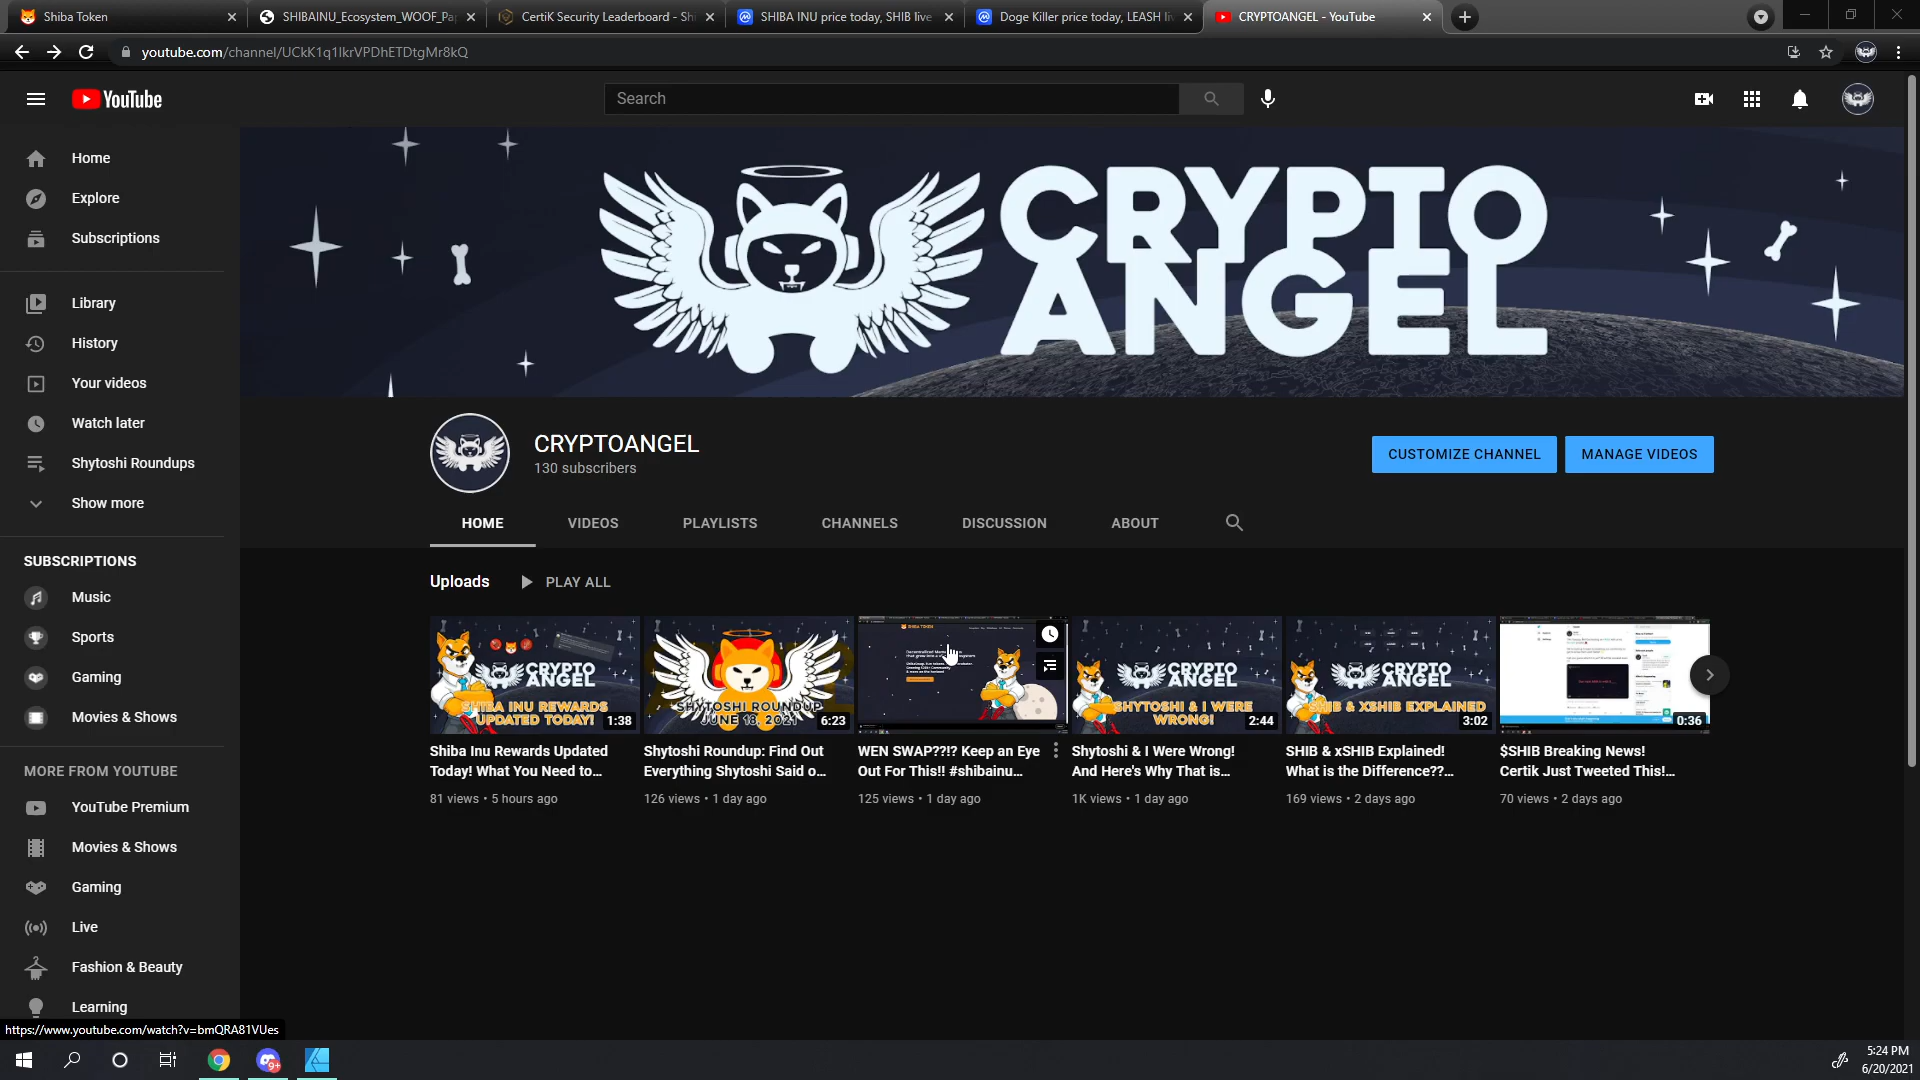 Shiba Token
SHIBAINU_Ecosystem_WOOF_Pap
CertiK Security Leaderboard - Shi
SHIBA INU price today, SHIB live
Doge Killer price today, LEASH li
CRYPTOANGEL - YouTube
youtube.com/channel/UCkK1q1lkrVPDhETDtgMr8kQ
YouTube
Search
Home
Explore
Subscriptions
Library
History
Your videos
Watch later
Shytoshi Roundups
Show more
SUBSCRIPTIONS
Music
Sports
Gaming
Movies & Shows
MORE FROM YOUTUBE
YouTube Premium
Movies & Shows
Gaming
Live
Fashion & Beauty
Learning
https://www.youtube.com/watch?v=bmQRA81VUes
CRYPTO
ANGEL
CRYPTOANGEL
130 subscribers
CUSTOMIZE CHANNEL
MANAGE VIDEOS
HOME
VIDEOS
PLAYLISTS
CHANNELS
DISCUSSION
ABOUT
Uploads
PLAY ALL
CRYPTO
ANGEL
SHIBA INU REWARDS
UPDATED TODAY!
1:38
Shiba Inu Rewards Updated
Today! What You Need to...
81 views • 5 hours ago
SHYTOSHI ROUNDUP
JUNE 18, 2021
6:23
Shytoshi Roundup: Find Out
Everything Shytoshi Said o...
126 views • 1 day ago
SHIBA TOKEN
WEN SWAP??!? Keep an Eye
Out For This!! #shibainu...
125 views • 1 day ago
CRYPTO
ANGEL
SHYTOSHI & I WERE
WRONG!
2:44
Shytoshi & I Were Wrong!
And Here's Why That is...
1K views • 1 day ago
CRYPTO
ANGEL
SHIB & XSHIB EXPLAINED
3:02
SHIB & xSHIB Explained!
What is the Difference??...
169 views • 2 days ago
0:36
$SHIB Breaking News!
Certik Just Tweeted This!...
70 views • 2 days ago
9+
5:24 PM
6/20/2021